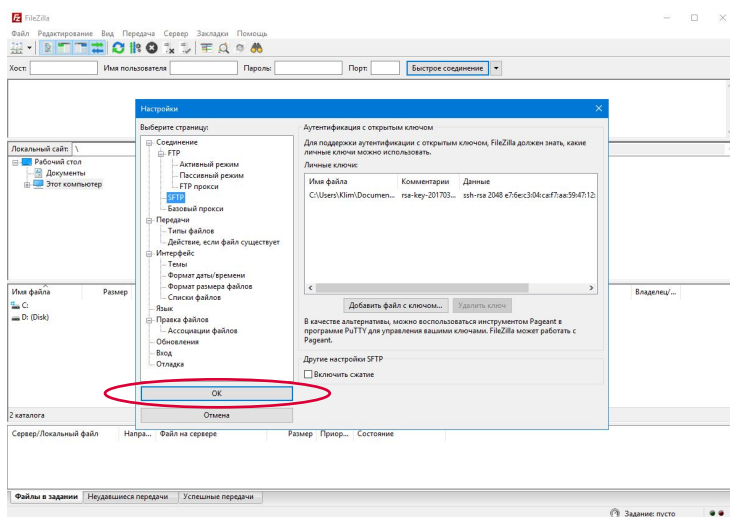 FileZilla
Файл Редактирование Вид Передача Сервер Закладки Помощь
Хост: Имя пользователя Пароль: Порт: Быстрое соединение
Настройки
Выберите страницу:
Соединение
FTP
Активный режим
Пассивный режим
FTP прокси
SFTP
Базовый прокси
Передачи
Типы файлов
Действие, если файл существует
Интерфейс
Темы
Формат даты/времени
Формат размера файлов
Списки файлов
Язык
Правка файлов
Ассоциации файлов
Обновления
Вход
Отладка
OK
Отмена
Аутентификация с открытым ключом
Для поддержки аутентификации с открытым ключом, FileZilla должен знать, какие
личные ключи можно использовать.
Личные ключи:
Имя файла Комментарии Данные
C:\Users\Klim\Documen... rsa-key-201703... ssh-rsa 2048 e7:6e:c3:04:ca:f7:aa:59:47:12:
Добавить файл с ключом... Удалить ключ
В качестве альтернативы, можно воспользоваться инструментом Pageant в
программе PuTTY для управления вашими ключами. FileZilla может работать с
Pageant.
Другие настройки SFTP
Включить сжатие
Локальный сайт: \
Рабочий стол
Документы
Этот компьютер
Имя файла Размер Владелец/...
C:
D: (Disk)
2 каталога
Сервер/Локальный файл Напра... Файл на сервере Размер Приор... Состояние
Файлы в задании Неудавшиеся передачи Успешные передачи
Задание: пусто